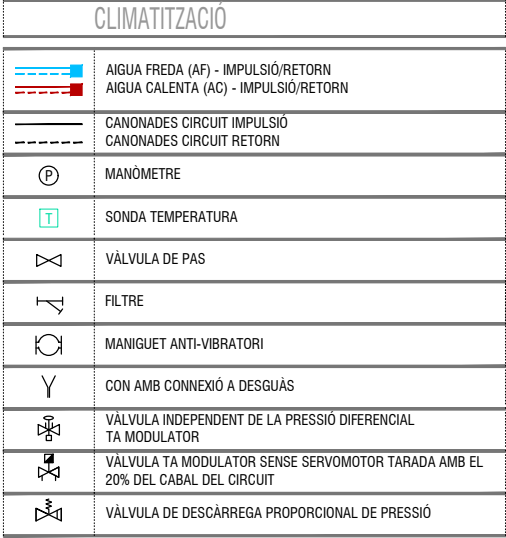 CLIMATITZACIÓ
AIGUA FREDA (AF) - IMPULSIÓ/RETORN
AIGUA CALENTA (AC) - IMPULSIÓ/RETORN
CANONADES CIRCUIT IMPULSIÓ
CANONADES CIRCUIT RETORN
P MANÒMETRE
T SONDA TEMPERATURA
VÀLVULA DE PAS
FILTRE
MANIGUET ANTI-VIBRATORI
CON AMB CONNEXIÓ A DESGUÀS
VÀLVULA INDEPENDENT DE LA PRESSIÓ DIFERENCIAL
TA MODULATOR
VÀLVULA TA MODULATOR SENSE SERVOMOTOR TARADA AMB EL
20% DEL CABAL DEL CIRCUIT
VÀLVULA DE DESCÀRREGA PROPORCIONAL DE PRESSIÓ